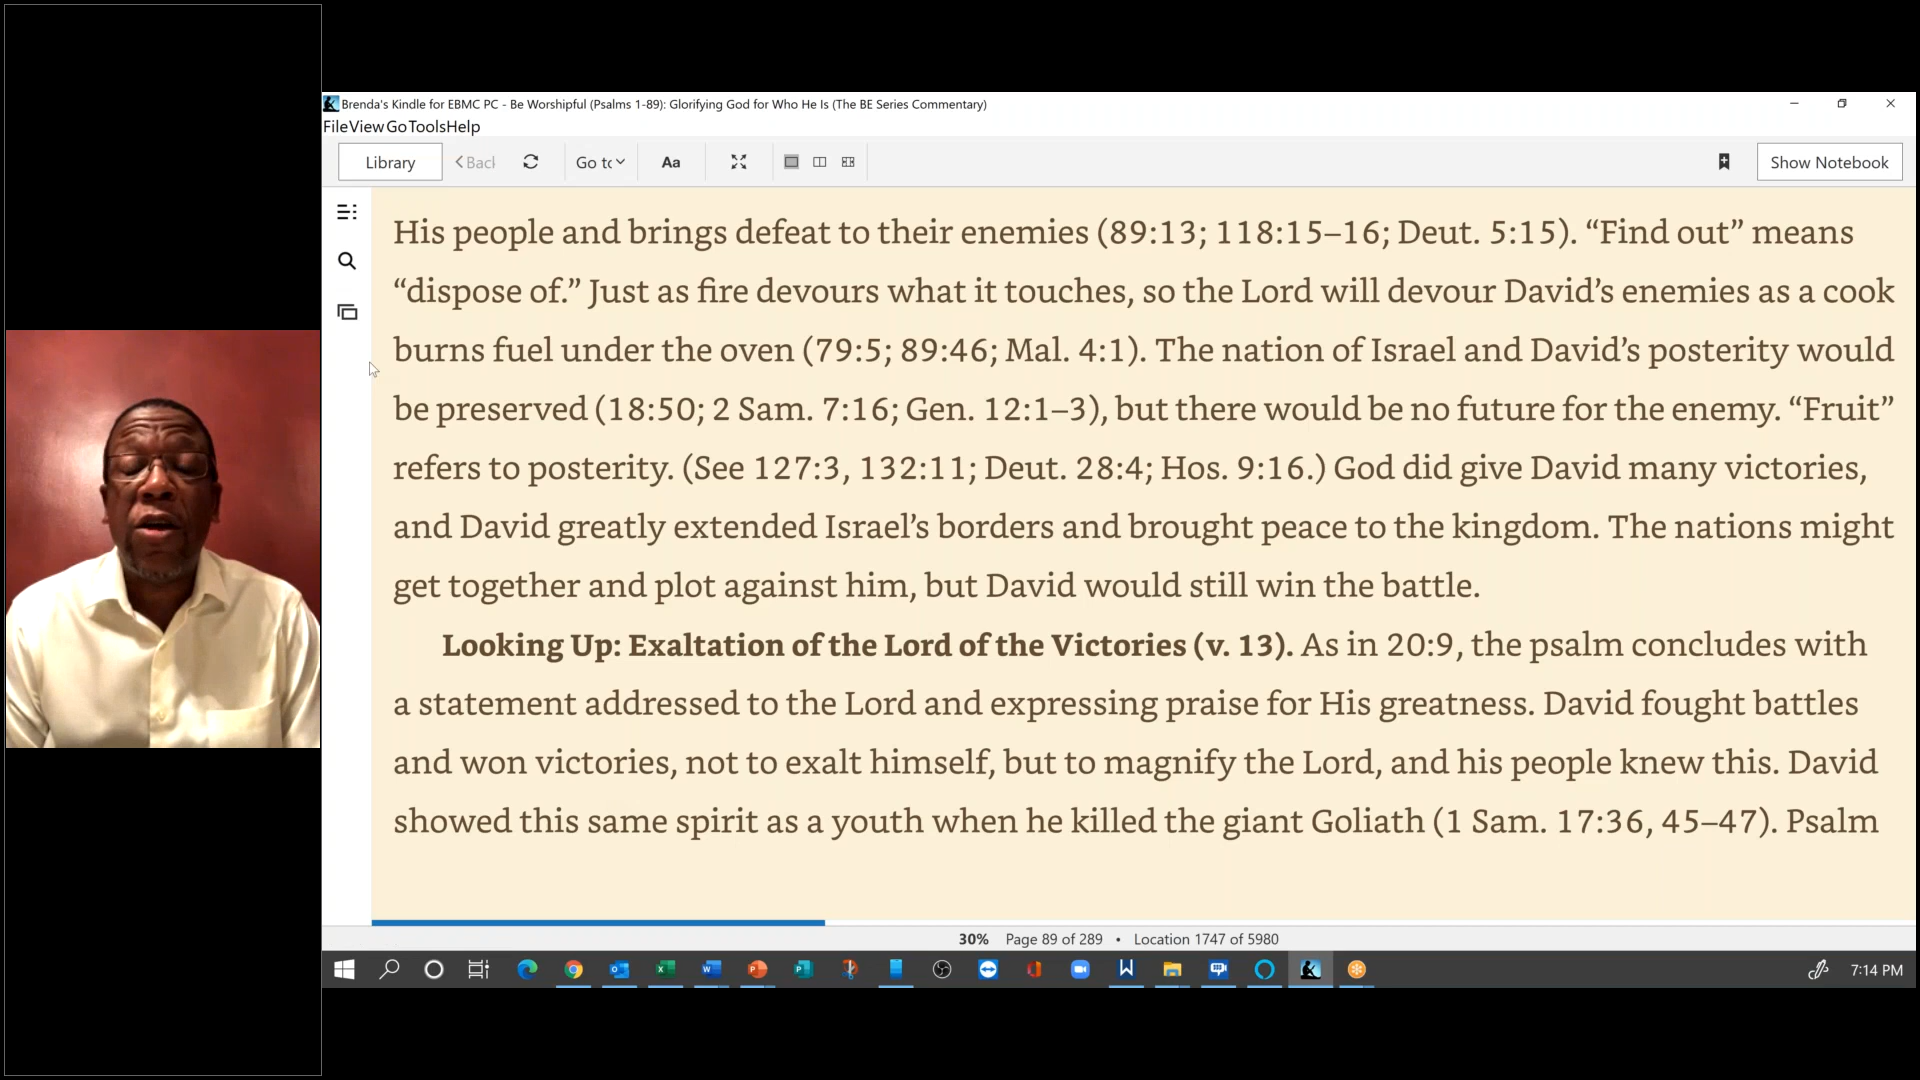 Brenda's Kindle for EBMC PC - Be Worshipful (Psalms 1-89): Glorifying God for Who He Is (The BE Series Commentary)
File View Go Tools Help
Library
Back
Go to
Aa
Show Notebook
His people and brings defeat to their enemies (89:13; 118:15–16; Deut. 5:15). “Find out” means
“dispose of.” Just as fire devours what it touches, so the Lord will devour David’s enemies as a cook
burns fuel under the oven (79:5; 89:46; Mal. 4:1). The nation of Israel and David’s posterity would
be preserved (18:50; 2 Sam. 7:16; Gen. 12:1–3), but there would be no future for the enemy. “Fruit”
refers to posterity. (See 127:3, 132:11; Deut. 28:4; Hos. 9:16.) God did give David many victories,
and David greatly extended Israel’s borders and brought peace to the kingdom. The nations might
get together and plot against him, but David would still win the battle.
Looking Up: Exaltation of the Lord of the Victories (v. 13). As in 20:9, the psalm concludes with
a statement addressed to the Lord and expressing praise for His greatness. David fought battles
and won victories, not to exalt himself, but to magnify the Lord, and his people knew this. David
showed this same spirit as a youth when he killed the giant Goliath (1 Sam. 17:36, 45–47). Psalm
30% Page 89 of 289 • Location 1747 of 5980
7:14 PM